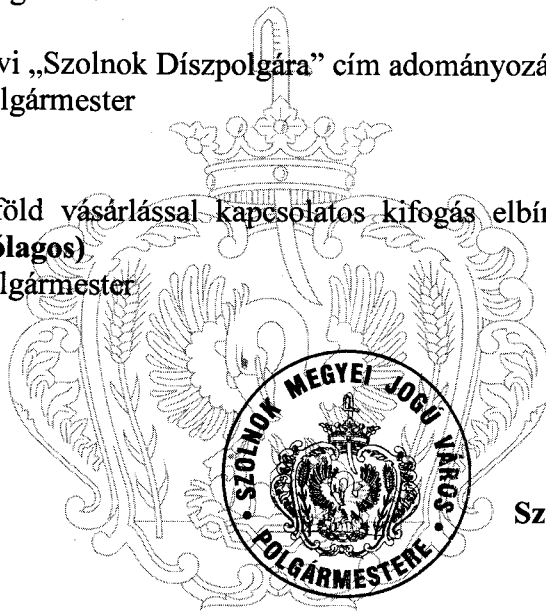 vi „Szolnok Díszpolgára” cím adományozá
lgármester
föld vásárlással kapcsolatos kifogás elbír
ólagos)
lgármester
SZOLNOK MEGYEI JOGÚ VÁROS
POLGÁRMESTERE
Sz